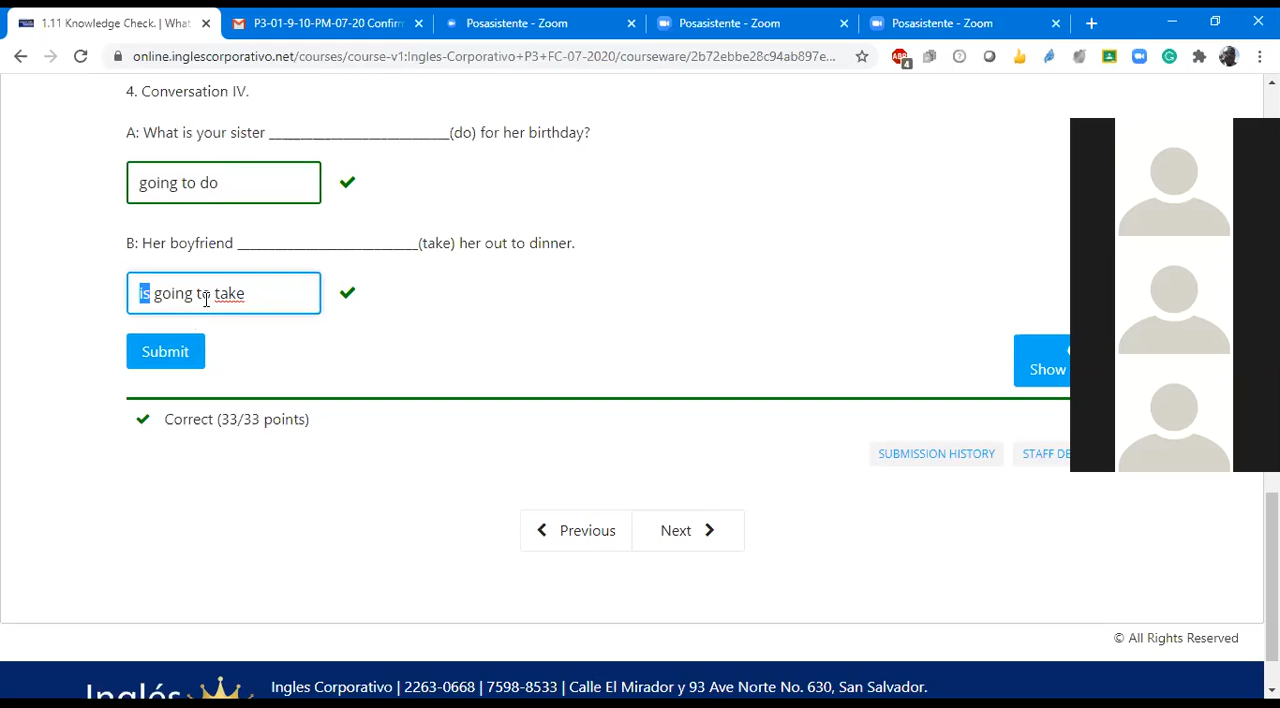 1.11 Knowledge Check. | What
P3-01-9-10-PM-07-20 Confirm
Posasistente - Zoom
Posasistente - Zoom
Posasistente - Zoom
online.inglescorporativo.net/courses/course-v1:Ingles-Corporativo+P3+FC-07-2020/courseware/2b72ebbe28c94ab897e...
4. Conversation IV.
A: What is your sister __________________________(do) for her birthday?
going to do
B: Her boyfriend __________________________(take) her out to dinner.
is going to take
Submit
Show
Correct (33/33 points)
SUBMISSION HISTORY
STAFF DE
Previous
Next
© All Rights Reserved
Inglés
Ingles Corporativo | 2263-0668 | 7598-8533 | Calle El Mirador y 93 Ave Norte No. 630, San Salvador.